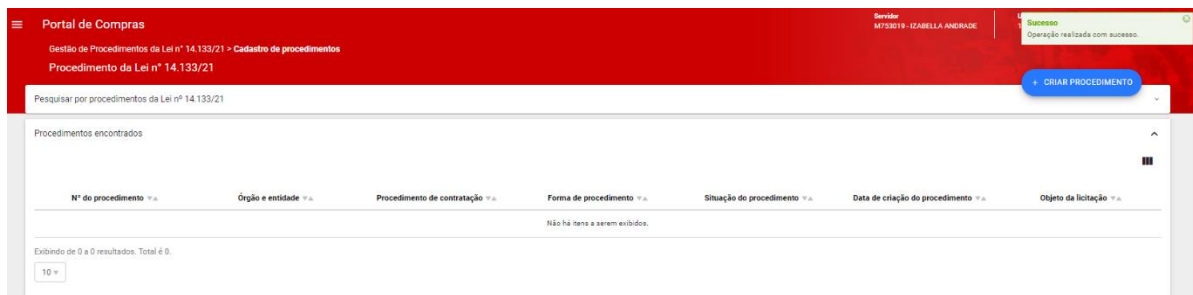 Portal de Compras
Servidor
M753019 - IZABELLA ANDRADE
Sucesso
Operação realizada com sucesso.
Gestão de Procedimentos da Lei n° 14.133/21 > Cadastro de procedimentos
Procedimento da Lei n° 14.133/21
+ CRIAR PROCEDIMENTO
Pesquisar por procedimentos da Lei nº 14.133/21
Procedimentos encontrados
N° do procedimento Órgão e entidade Procedimento de contratação Forma de procedimento Situação do procedimento Data de criação do procedimento Objeto da licitação
Não há itens a serem exibidos.
Exibindo de 0 a 0 resultados. Total é 0.
10